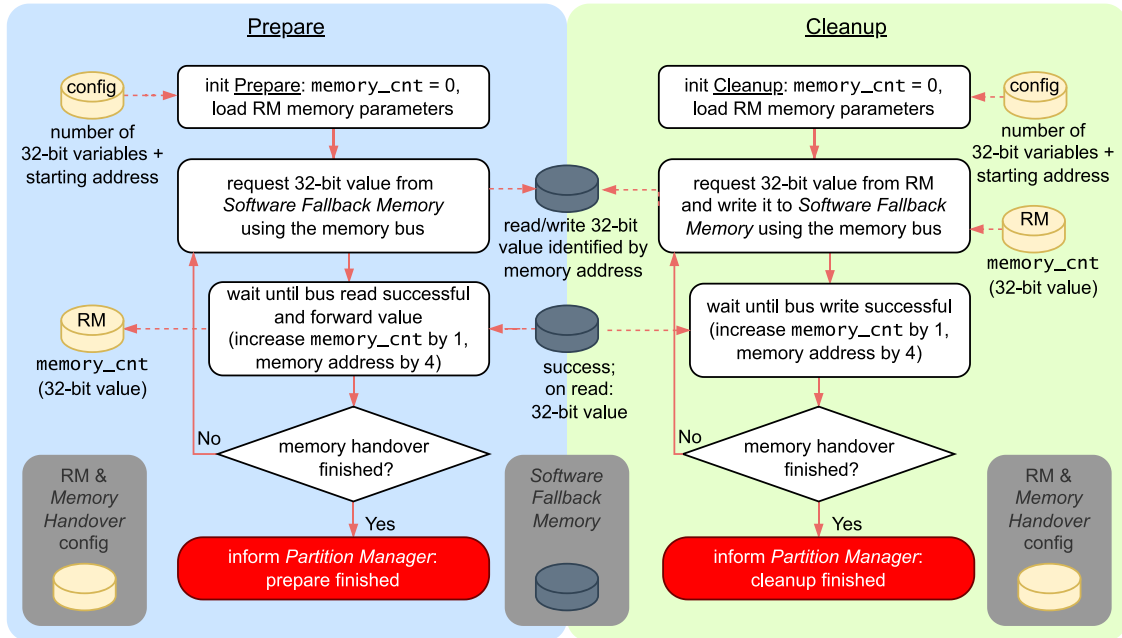 Prepare
config
number of
32-bit variables +
starting address
init Prepare: memory_cnt = 0,
load RM memory parameters
request 32-bit value from
Software Fallback Memory
using the memory bus
wait until bus read successful
and forward value
(increase memory_cnt by 1,
memory address by 4)
RM
memory_cnt
(32-bit value)
memory handover
finished?
No
Yes
inform Partition Manager:
prepare finished
RM &
Memory
Handover
config
read/write 32-bit
value identified by
memory address
success;
on read:
32-bit value
Software
Fallback
Memory
Cleanup
init Cleanup: memory_cnt = 0,
load RM memory parameters
config
number of
32-bit variables +
starting address
request 32-bit value from RM
and write it to Software Fallback
Memory using the memory bus
RM
memory_cnt
(32-bit value)
wait until bus write successful
(increase memory_cnt by 1,
memory address by 4)
memory handover
finished?
No
Yes
inform Partition Manager:
cleanup finished
RM &
Memory
Handover
config